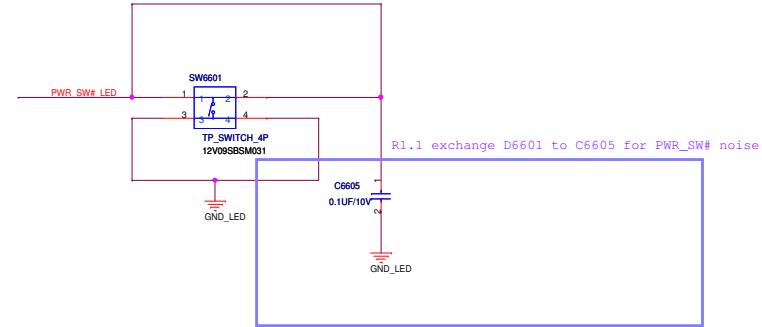 SW6601
PWR_SW#_LED
1
1
2
2
3
3
4
4
TP_SWITCH_4P
12V09SBSM031
R1.1 exchange D6601 to C6605 for PWR_SW# noise
1
C6605
0.1UF/10V
2
GND_LED
GND_LED